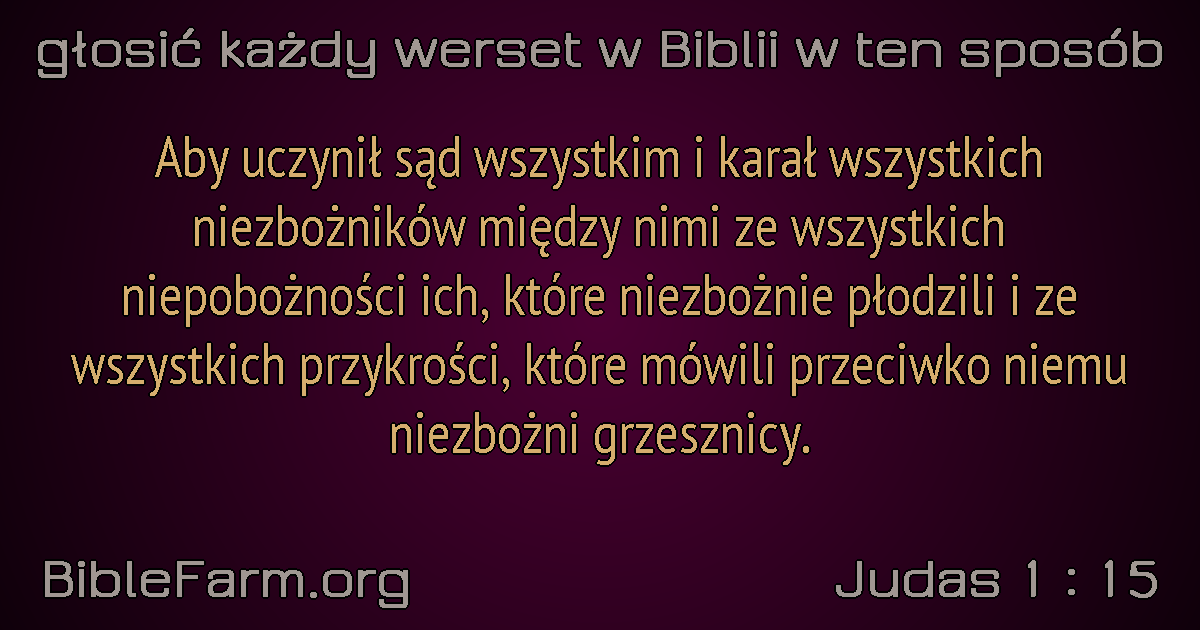 głosić każdy werset w Biblii w ten sposób
Aby uczynił sąd wszystkim i karał wszystkich
niezbożników między nimi ze wszystkich
niepobożności ich, które niezbożnie płodzili i ze
wszystkich przykrości, które mówili przeciwko niemu
niezbożni grzesznicy.
BibleFarm.org
Judas 1 : 15